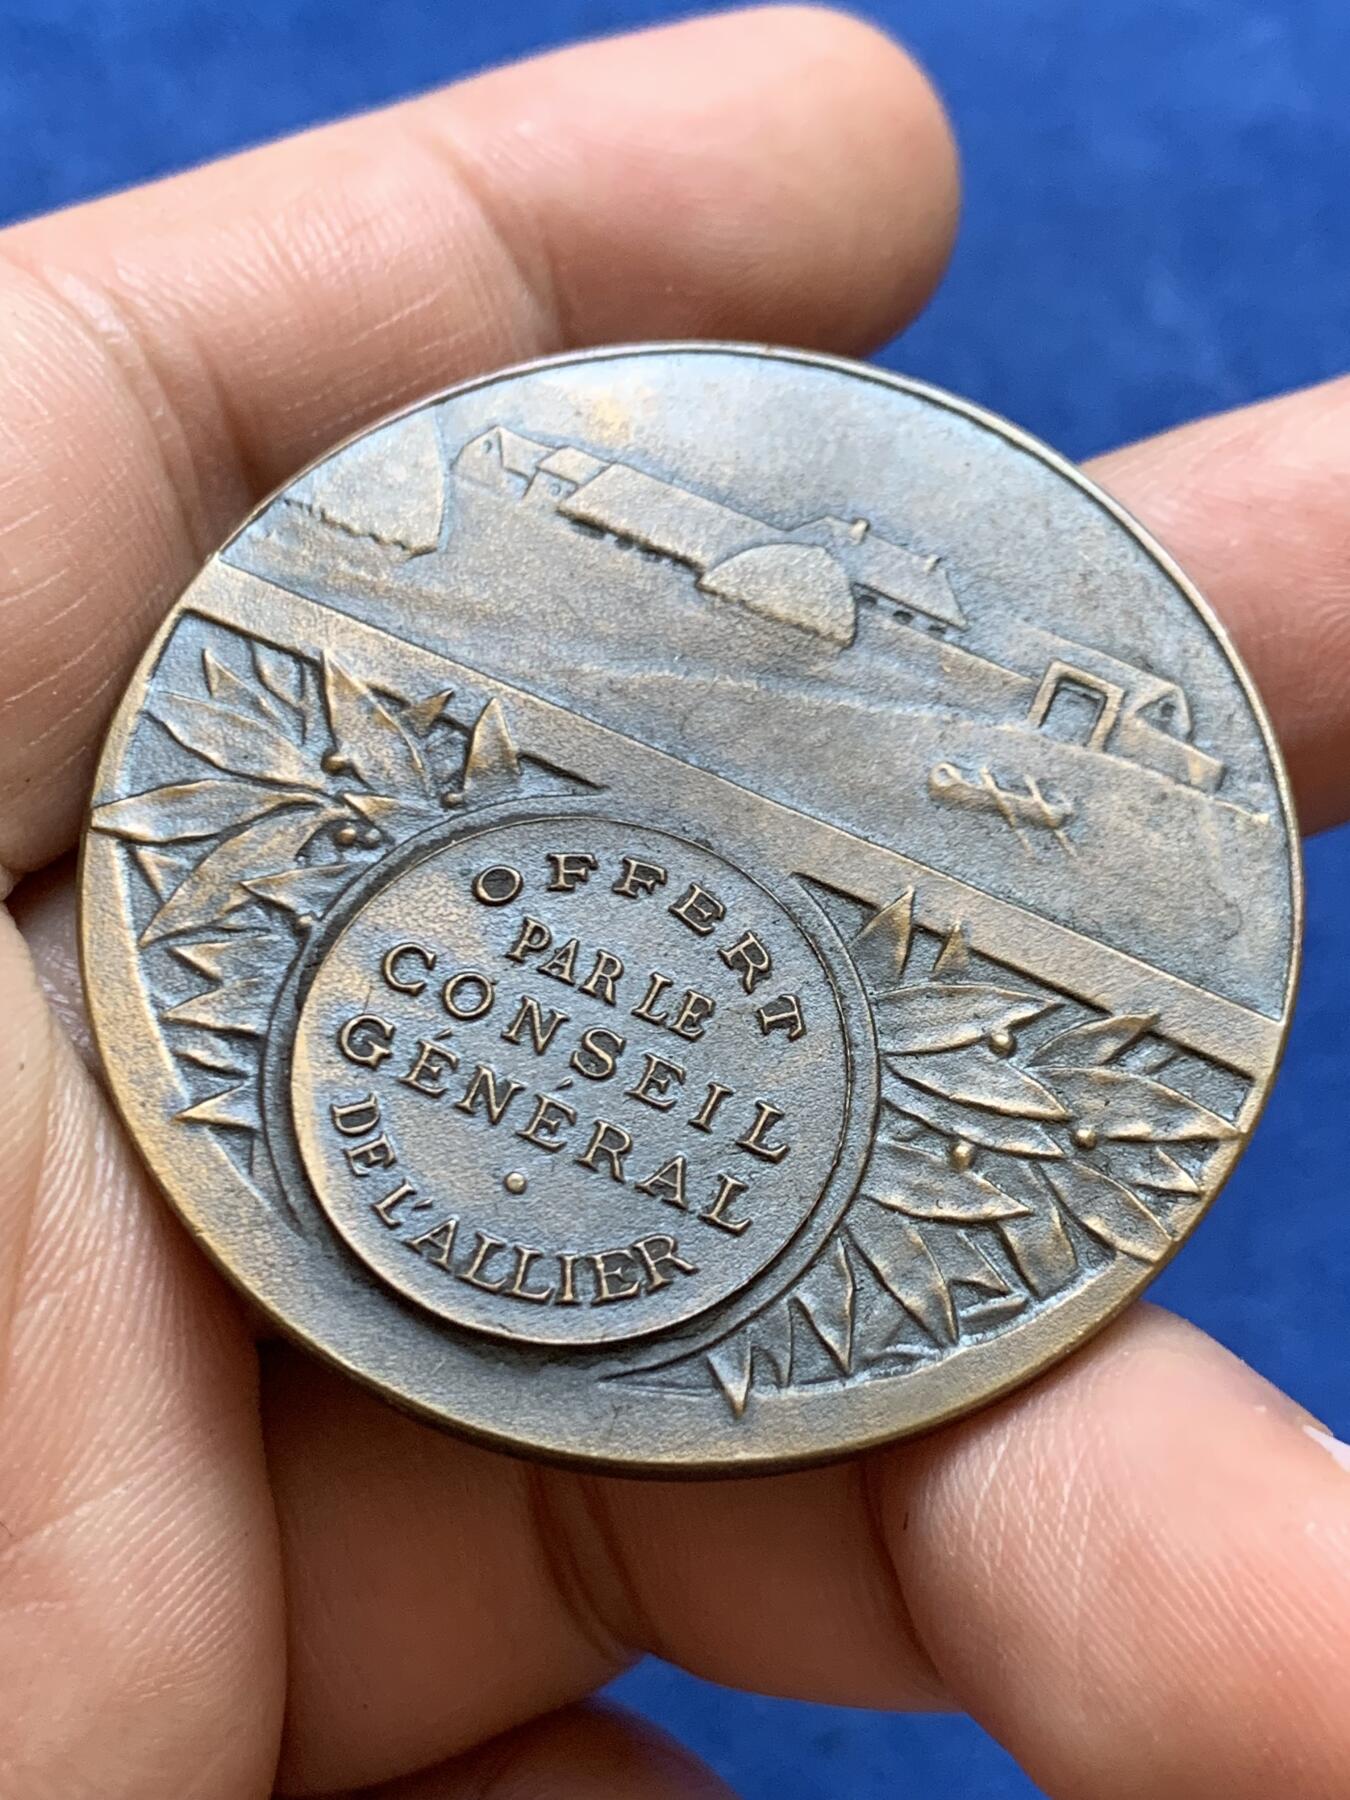 OFFERT
PAR LE
CONSEIL
GÉNÉRAL
DE L'ALLIER